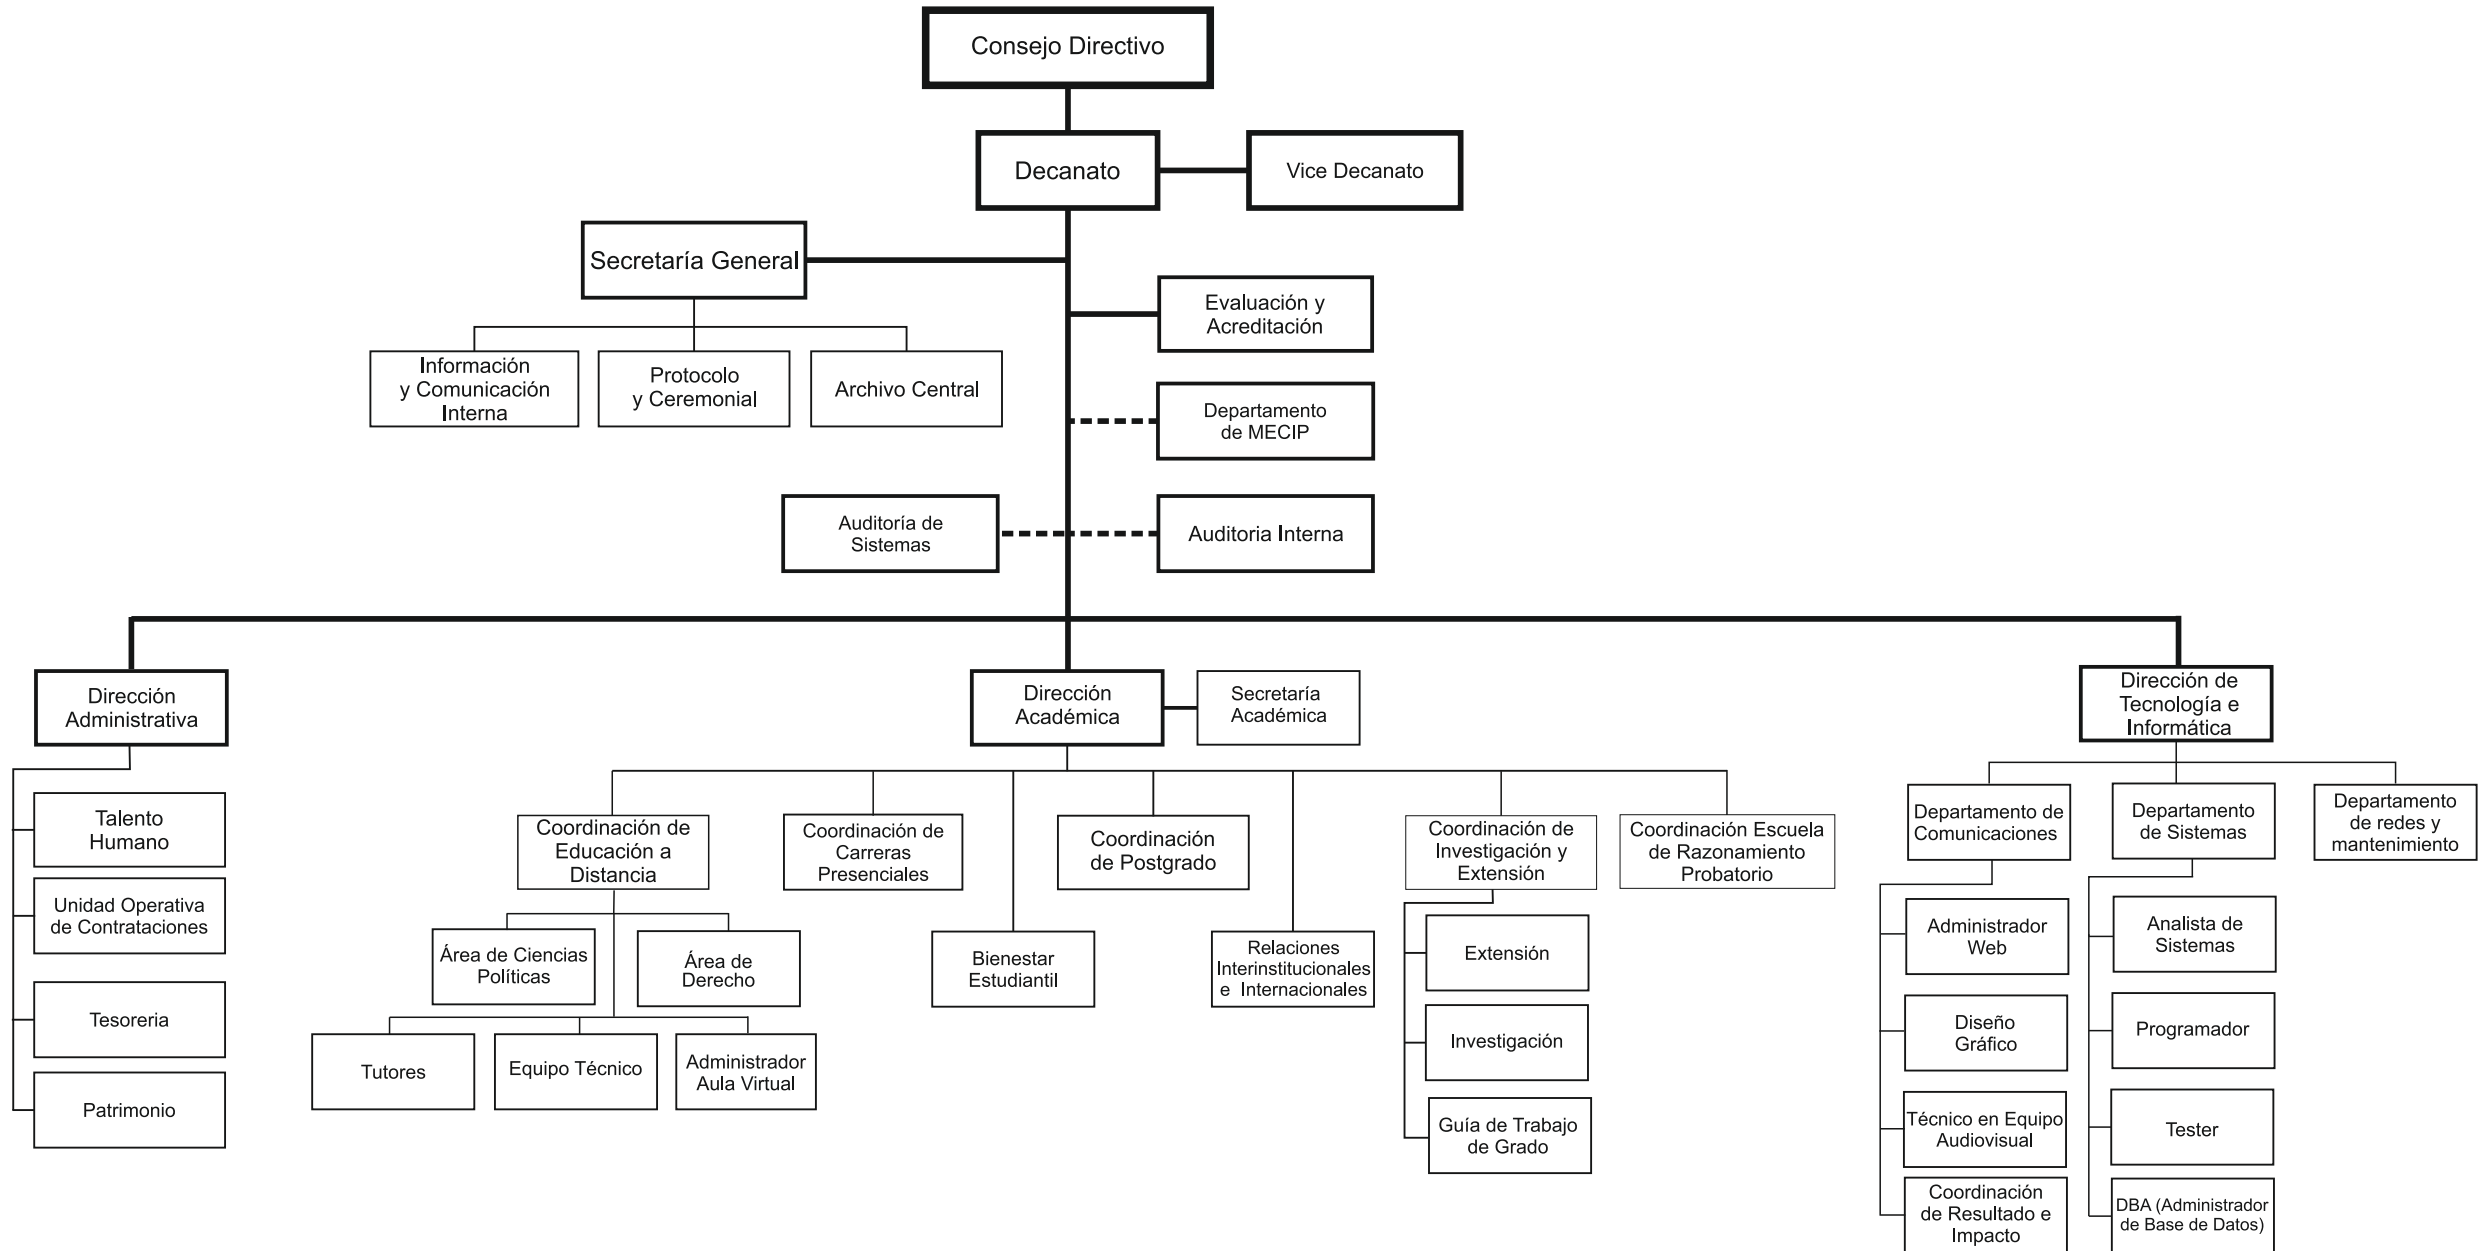 Consejo Directivo
Decanato
Vice Decanato
Secretaría General
Evaluación y
Acreditación
Información
y Comunicación
Interna
Protocolo
y Ceremonial
Archivo Central
Departamento
de MECIP
Auditoría de
Sistemas
Auditoria Interna
Dirección
Administrativa
Dirección
Académica
Secretaría
Académica
Dirección de
Tecnología e
Informática
Talento
Humano
Unidad Operativa
de Contrataciones
Tesoreria
Patrimonio
Coordinación de
Educación a
Distancia
Coordinación de
Carreras
Presenciales
Coordinación
de Postgrado
Coordinación de
Investigación y
Extensión
Coordinación Escuela
de Razonamiento
Probatorio
Área de Ciencias
Políticas
Área de
Derecho
Bienestar
Estudiantil
Relaciones
Interinstitucionales
e Internacionales
Tutores
Equipo Técnico
Administrador
Aula Virtual
Extensión
Investigación
Guía de Trabajo
de Grado
Departamento de
Comunicaciones
Departamento
de Sistemas
Departamento
de redes y
mantenimiento
Administrador
Web
Diseño
Gráfico
Técnico en Equipo
Audiovisual
Coordinación
de Resultado e
Impacto
Analista de
Sistemas
Programador
Tester
DBA (Administrador
de Base de Datos)